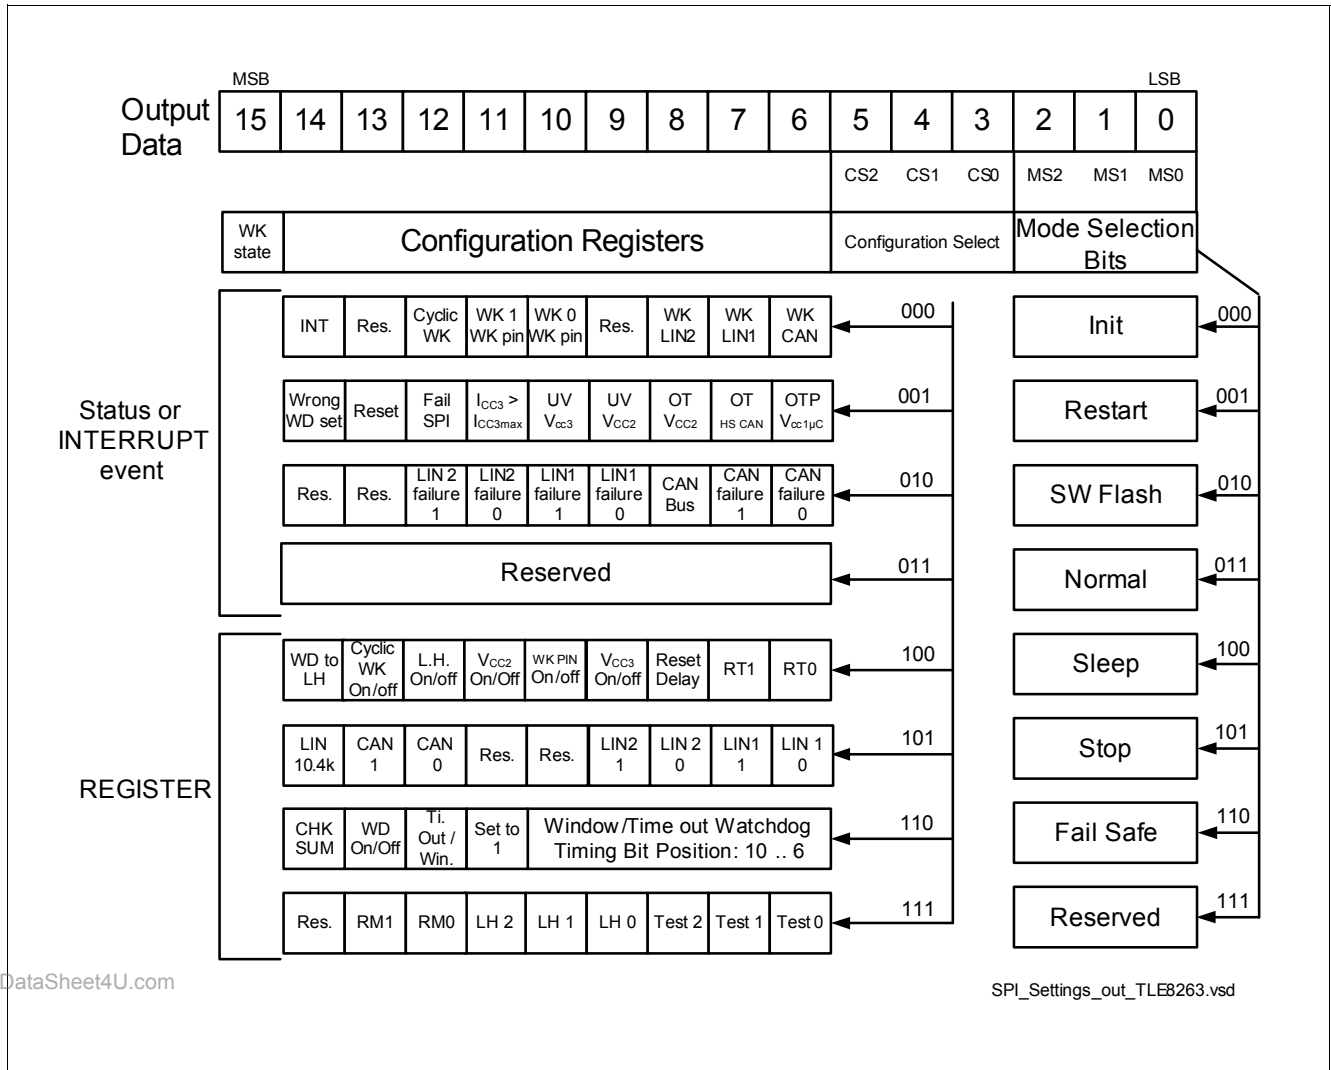 MSB LSB
Output Data 15 14 13 12 11 10 9 8 7 6 5 4 3 2 1 0
CS2 CS1 CS0 MS2 MS1 MS0
WK state Configuration Registers Configuration Select Mode Selection Bits
Status or INTERRUPT event
INT Res. Cyclic WK WK 1 WK pin WK 0 WK pin Res. WK LIN2 WK LIN1 WK CAN 000 Init 000
Wrong WD set Reset Fail SPI ICC3 > ICC3max UV Vcc3 UV VCC2 OT VCC2 OT HS CAN OTP Vcc1µC 001 Restart 001
Res. Res. LIN 2 failure 1 LIN2 failure 0 LIN1 failure 1 LIN1 failure 0 CAN Bus CAN failure 1 CAN failure 0 010 SW Flash 010
Reserved 011 Normal 011
REGISTER
WD to LH Cyclic WK On/off L.H. On/off VCC2 On/Off WK PIN On/off VCC3 On/off Reset Delay RT1 RT0 100 Sleep 100
LIN 10.4k CAN 1 CAN 0 Res. Res. LIN2 1 LIN 2 0 LIN1 1 LIN 1 0 101 Stop 101
CHK SUM WD On/Off Ti. Out / Win. Set to 1 Window/Time out Watchdog Timing Bit Position: 10 .. 6 110 Fail Safe 110
Res. RM1 RM0 LH 2 LH 1 LH 0 Test 2 Test 1 Test 0 111 Reserved 111
DataSheet4U.com
SPI_Settings_out_TLE8263.vsd